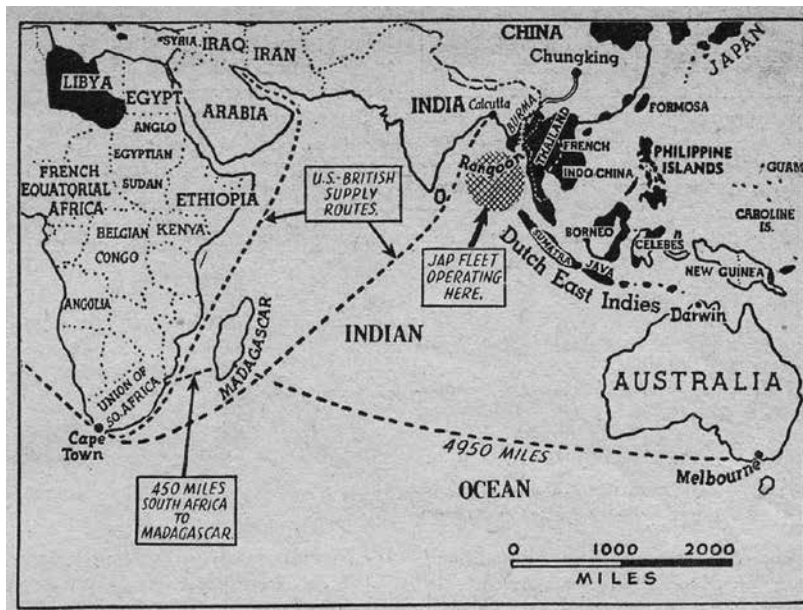 CHINA
Chungking
JAPAN
SYRIA
IRAQ
IRAN
LIBYA
EGYPT
ARABIA
INDIA
Calcutta
BURMA
FORMOSA
ANGLO
EGYPTIAN
SUDAN
FRENCH
EQUATORIAL
AFRICA
ETHIOPIA
U.S.-BRITISH
SUPPLY
ROUTES.
Rangoon
THAILAND
FRENCH
INDO-CHINA
PHILIPPINE
ISLANDS
GUAM
CAROLINE
IS.
BELGIAN
CONGO
KENYA
JAP FLEET
OPERATING
HERE.
BORNEO
CELEBES
SUMATRA
JAVA
NEW GUINEA
Dutch East Indies
Darwin
ANGOLIA
INDIAN
MADAGASCAR
AUSTRALIA
UNION OF
SO. AFRICA
Cape
Town
4950 MILES
Melbourne
450 MILES
SOUTH AFRICA
TO
MADAGASCAR.
OCEAN
0 1000 2000
MILES